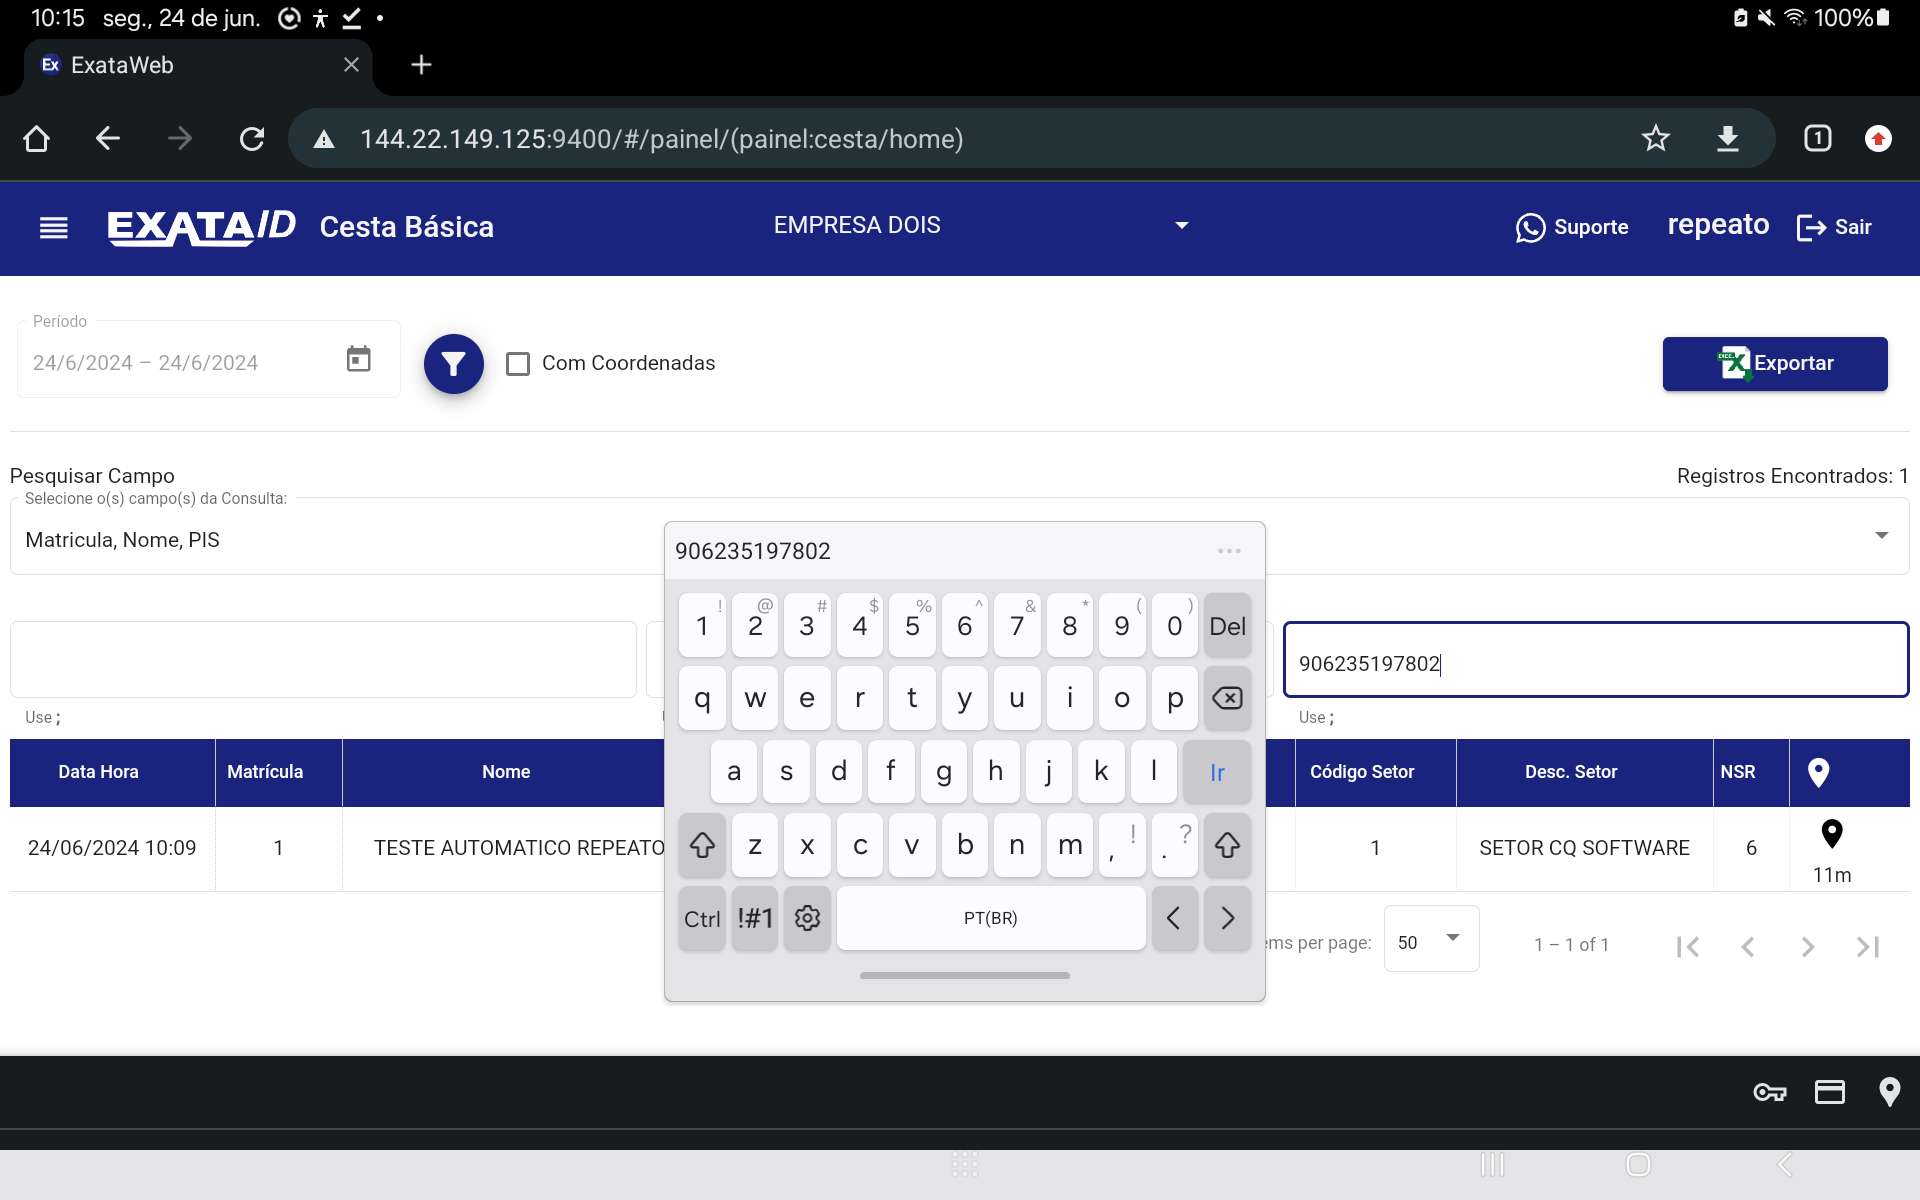 10:15 seg., 24 de jun.
100%
Ex ExataWeb
144.22.149.125:9400/#/painel/(painel:cesta/home)
1
EXATAID Cesta Básica
EMPRESA DOIS
Suporte
repeato
Sair
Período
24/6/2024 – 24/6/2024
Com Coordenadas
Exportar
Pesquisar Campo
Registros Encontrados: 1
Selecione o(s) campo(s) da Consulta:
Matricula, Nome, PIS
906235197802
1 ! 2 @ 3 # 4 $ 5 % 6 ^ 7 & 8 * 9 ( 0 ) Del
q w e r t y u i o p
a s d f g h j k l Ir
z x c v b n m , ! . ?
Ctrl !#1 PT(BR) < >
906235197802
Use ;
Use ;
Data Hora Matrícula Nome Código Setor Desc. Setor NSR
24/06/2024 10:09 1 TESTE AUTOMATICO REPEATO 1 SETOR CQ SOFTWARE 6 11m
ms per page: 50 1 – 1 of 1